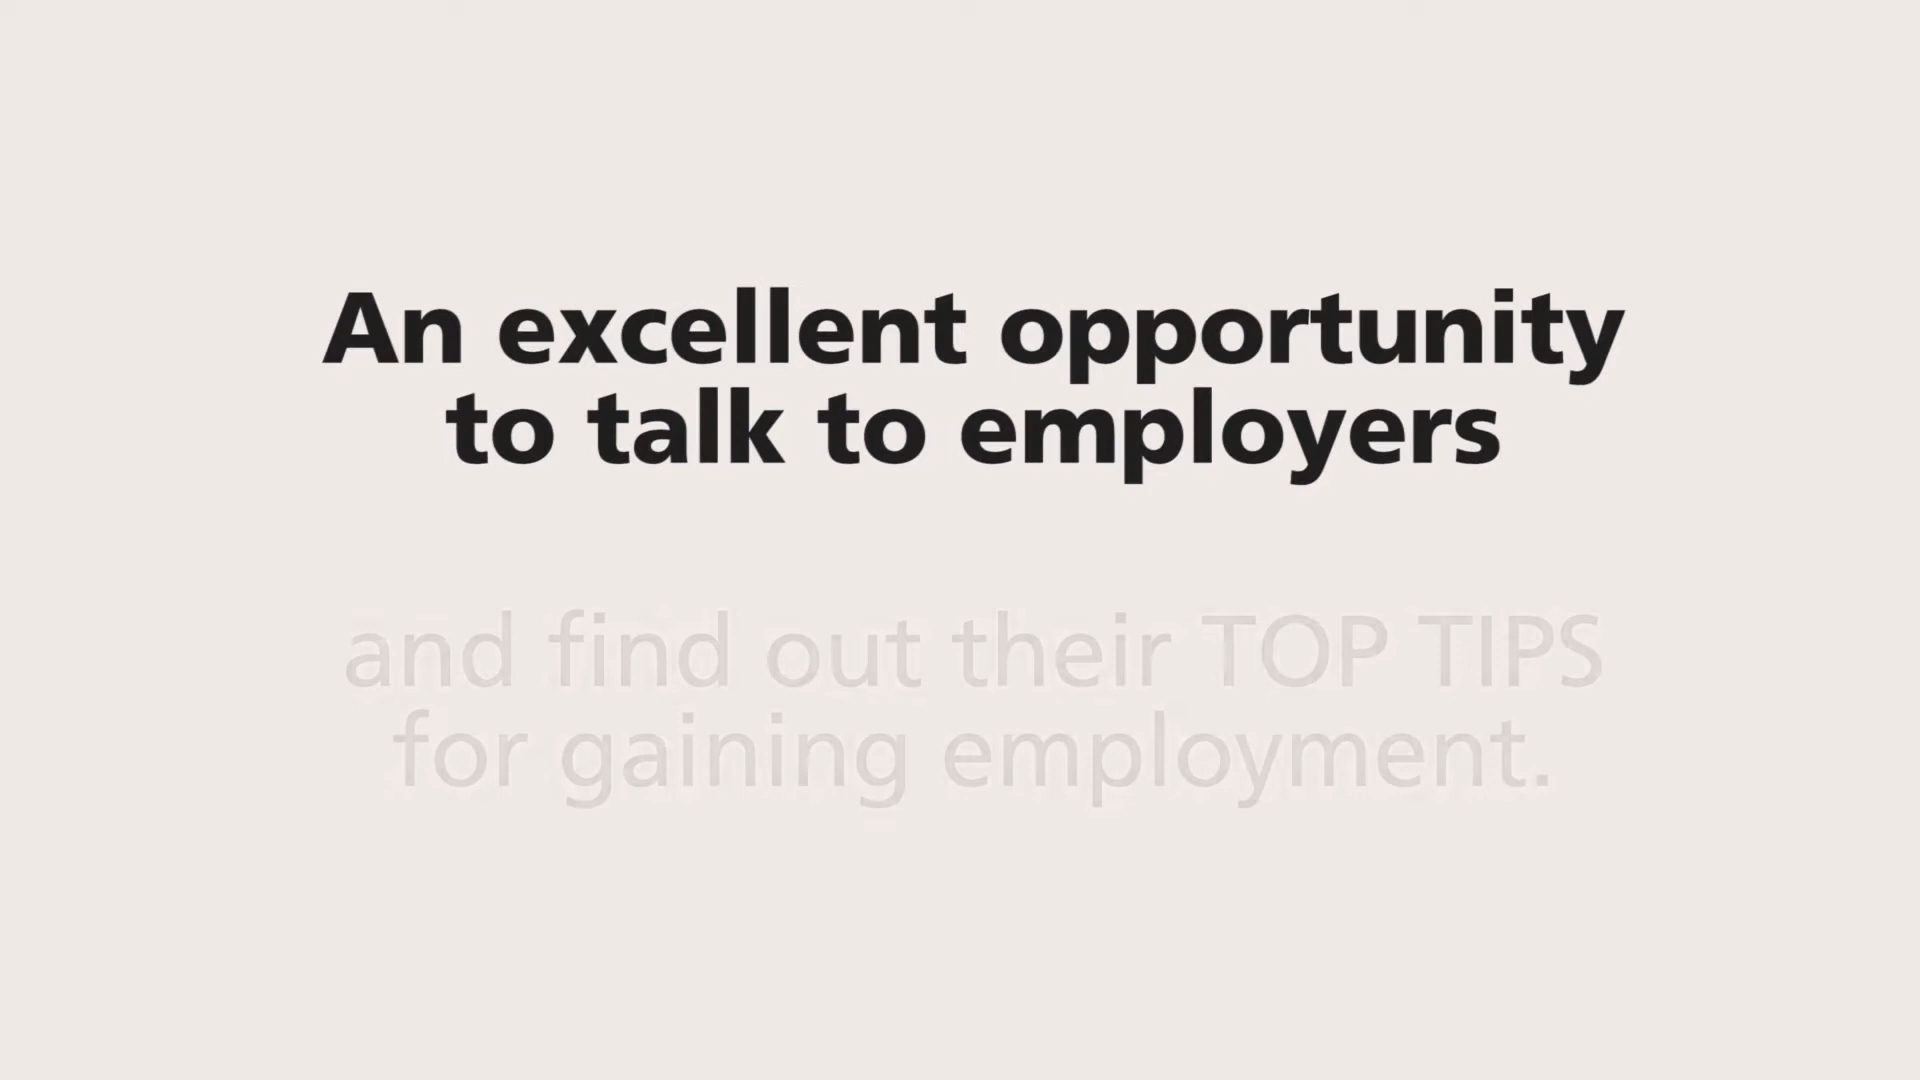 An excellent opportunity
to talk to employers
and find out their TOP TIPS
for gaining employment.